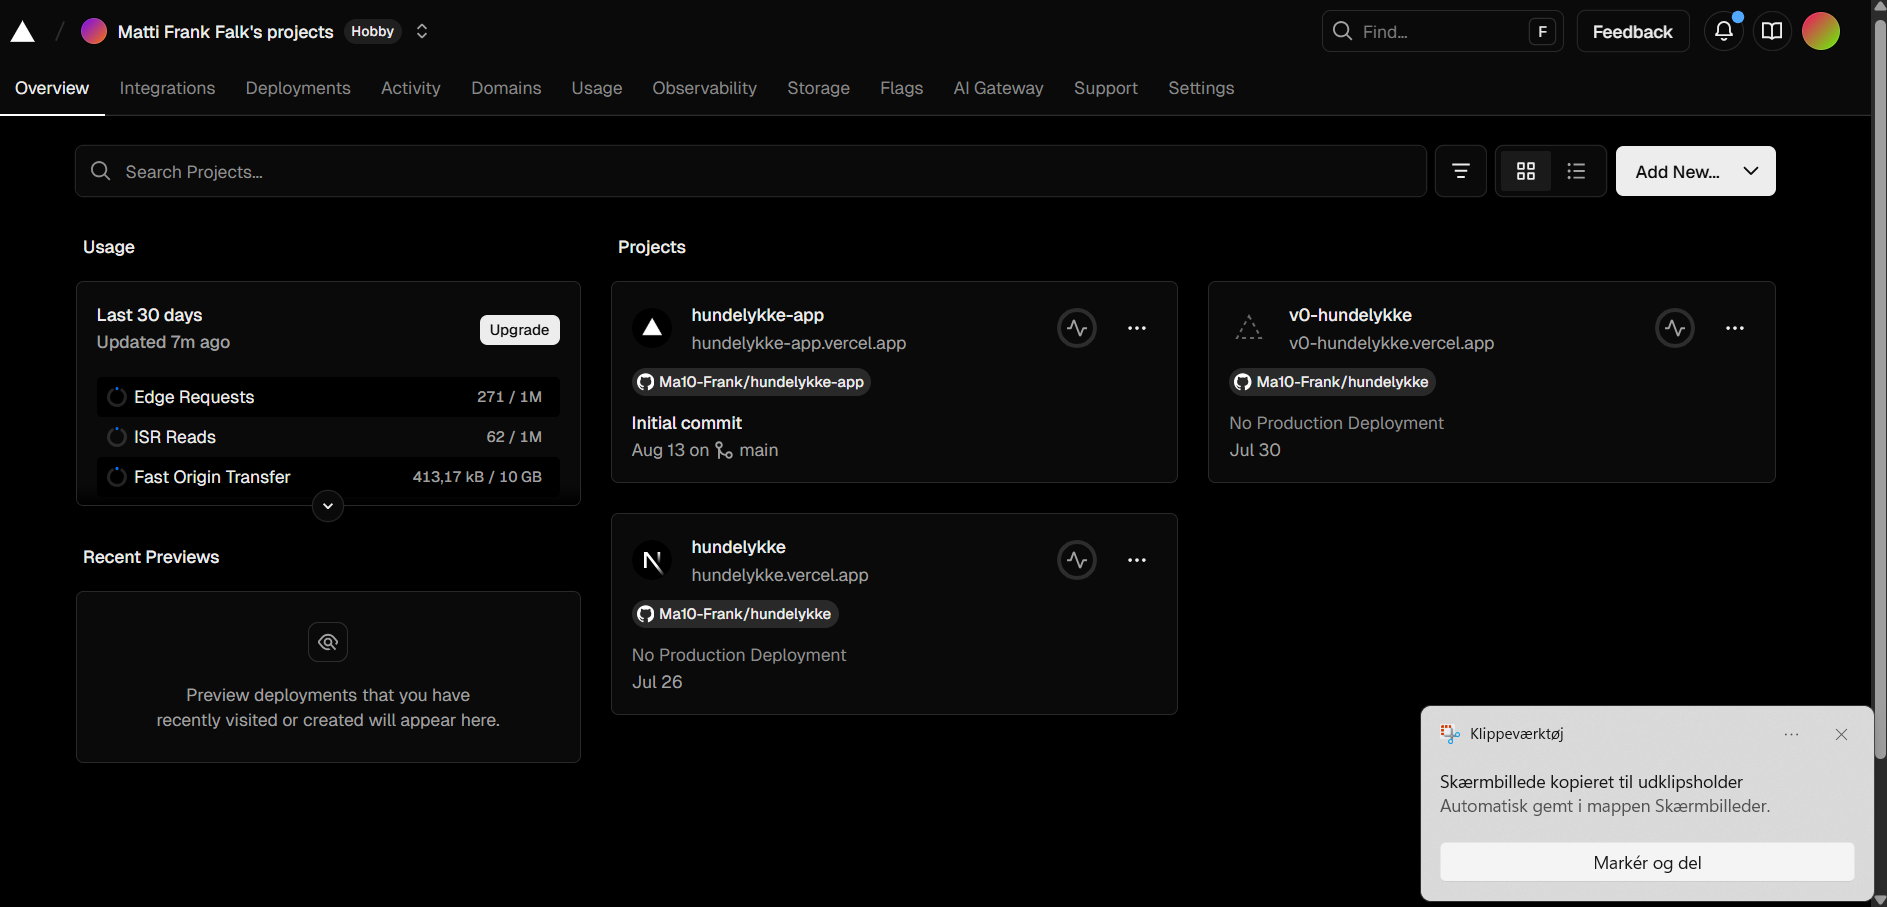 Matti Frank Falk's projects Hobby
Find... F
Feedback
Overview Integrations Deployments Activity Domains Usage Observability Storage Flags AI Gateway Support Settings
Search Projects...
Add New...
Usage
Last 30 days
Updated 7m ago
Upgrade
Edge Requests 271 / 1M
ISR Reads 62 / 1M
Fast Origin Transfer 413,17 kB / 10 GB
Recent Previews
Preview deployments that you have
recently visited or created will appear here.
Projects
hundelykke-app
hundelykke-app.vercel.app
Ma10-Frank/hundelykke-app
Initial commit
Aug 13 on main
v0-hundelykke
v0-hundelykke.vercel.app
Ma10-Frank/hundelykke
No Production Deployment
Jul 30
hundelykke
hundelykke.vercel.app
Ma10-Frank/hundelykke
No Production Deployment
Jul 26
Klippeværktøj
Skærmbillede kopieret til udklipsholder
Automatisk gemt i mappen Skærmbilleder.
Markér og del